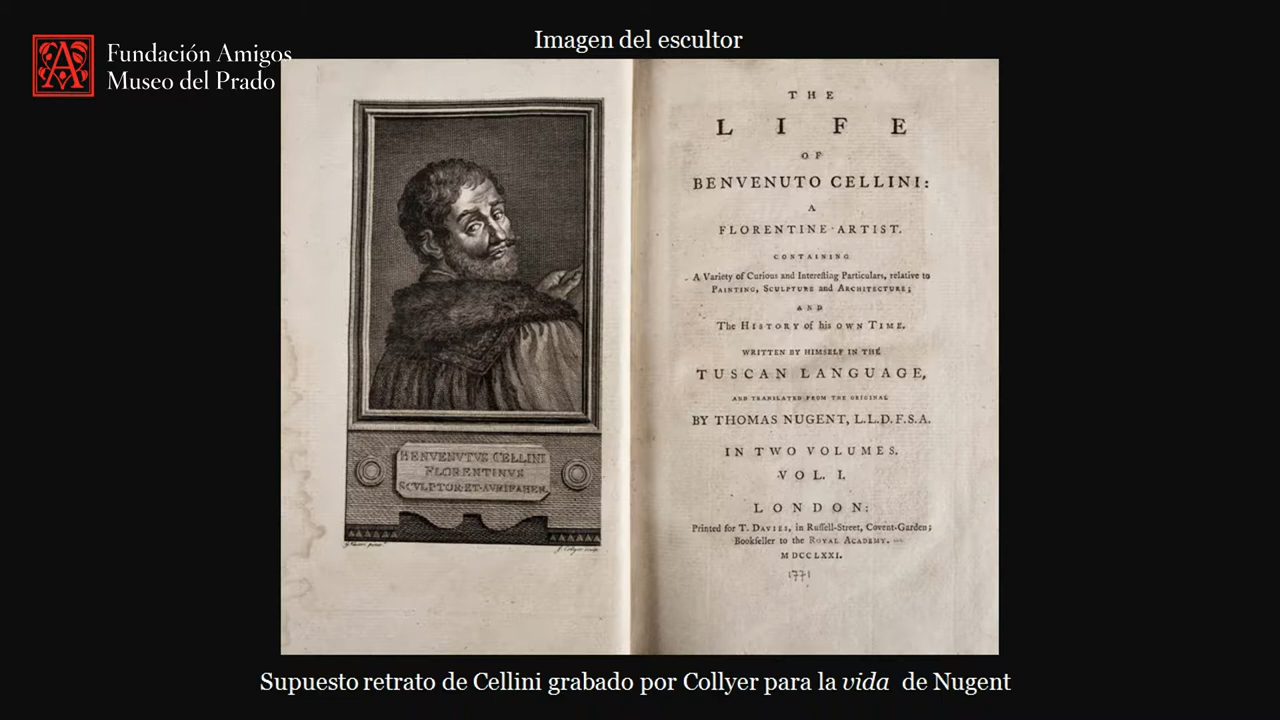 Fundación Amigos
Museo del Prado
Imagen del escultor
BENVENVTVS CELLINI
FLORENTINVS
SCVLPTOR·ET·AVRIFABER
J. Collyer sculp.
THE
LIFE
OF
BENVENUTO CELLINI:
A
FLORENTINE ARTIST.
CONTAINING
A Variety of Curious and Interesting Particulars, relative to
PAINTING, SCULPTURE and ARCHITECTURE;
AND
The HISTORY of his OWN TIME.
WRITTEN BY HIMSELF IN THE
TUSCAN LANGUAGE,
AND TRANSLATED FROM THE ORIGINAL
BY THOMAS NUGENT, L.L.D.F.S.A.
IN TWO VOLUMES.
VOL. I.
LONDON:
Printed for T. DAVIES, in Russell-Street, Covent-Garden;
Bookseller to the ROYAL ACADEMY.
MDCCLXXI.
1771
Supuesto retrato de Cellini grabado por Collyer para la vida de Nugent